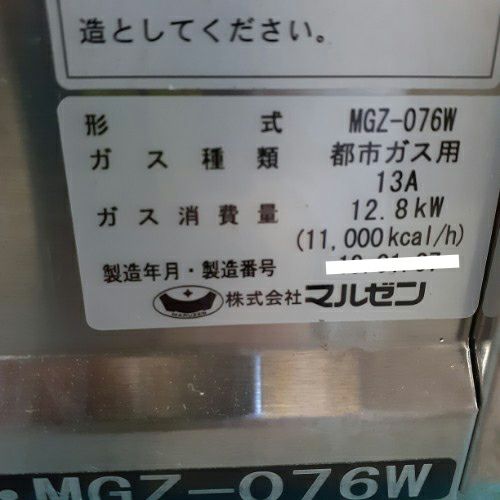 造としてください。
形 式 MGZ-076W
ガス種類 都市ガス用
13A
ガス消費量 12.8kW
(11,000kcal/h)
製造年月・製造番号
MARUZEN 株式会社 マルゼン
MGZ-076W